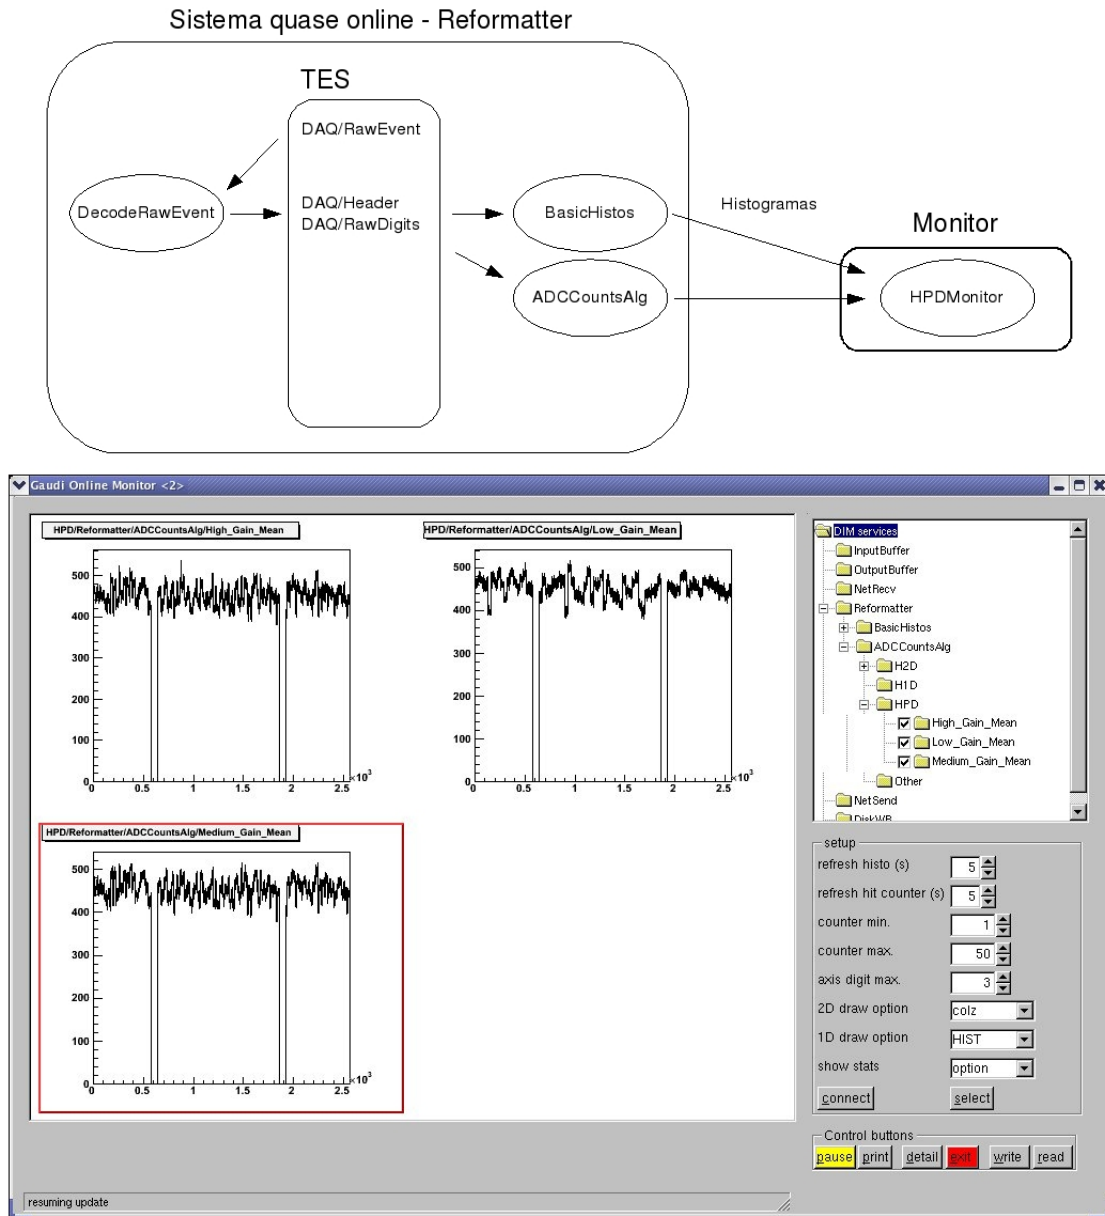 Sistema quase online - Reformatter
TES
DAQ/RawEvent
DecodeRawEvent
DAQ/Header
DAQ/RawDigits
BasicHistos
Histogramas
ADCCountsAlg
Monitor
HPDMonitor
Gaudi Online Monitor <2>
HPD/Reformatter/ADCCountsAlg/High_Gain_Mean
500
400
300
200
100
0
0 0.5 1 1.5 2 2.5
×10³
HPD/Reformatter/ADCCountsAlg/Low_Gain_Mean
500
400
300
200
100
0
0 0.5 1 1.5 2 2.5
×10³
HPD/Reformatter/ADCCountsAlg/Medium_Gain_Mean
500
400
300
200
100
0
0 0.5 1 1.5 2 2.5
×10³
DIM services
InputBuffer
OutputBuffer
NetRecv
Reformatter
BasicHistos
ADCCountsAlg
H2D
H1D
HPD
High_Gain_Mean
Low_Gain_Mean
Medium_Gain_Mean
Other
NetSend
DiskWR
setup
refresh histo (s) 5
refresh hit counter (s) 5
counter min. 1
counter max. 50
axis digit max. 3
2D draw option colz
1D draw option HIST
show stats option
connect select
Control buttons
pause print detail exit write read
resuming update